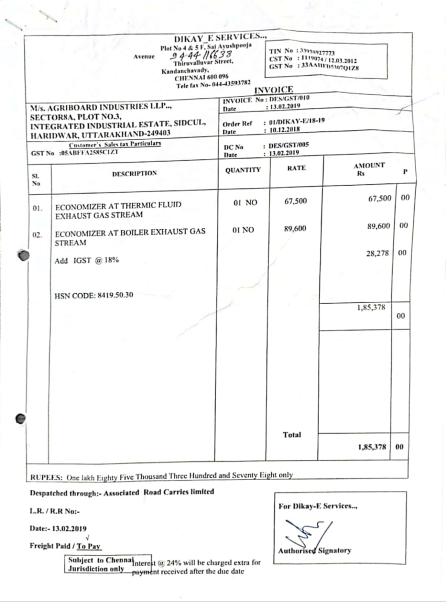 DIKAY_E SERVICES..,
Plot No 4 & 5 F, Sai Ayushpooja
Avenue 9444116633
Thiruvalluvar Street,
Kandanchavady,
CHENNAI 600 096
Tele fax No- 044-43593782
TIN No : 33956927773
CST No : 1119074 / 12.03.2012
GST No :
INVOICE
INVOICE No : DES/GST/010
Date : 13.02.2019
M/s. AGRIBOARD INDUSTRIES LLP..,
SECTOR8A, PLOT NO.3,
INTEGRATED INDUSTRIAL ESTATE, SIDCUL,
HARIDWAR, UTTARAKHAND-249403
Order Ref : 01/DIKAY-E/18-19
Date : 10.12.2018
Customer's Sales tax Particulars
GST No :05ABFFA2585C1Z1
DC No : DES/GST/005
Date : 13.02.2019
Sl. No DESCRIPTION QUANTITY RATE AMOUNT Rs P
01. ECONOMIZER AT THERMIC FLUID 01 NO 67,500 67,500 00
EXHAUST GAS STREAM
02. ECONOMIZER AT BOILER EXHAUST GAS 01 NO 89,600 89,600 00
STREAM
Add IGST @ 18% 28,278 00
HSN CODE: 8419.50.30
1,85,378 00
Total
1,85,378 00
RUPEES: One lakh Eighty Five Thousand Three Hundred and Seventy Eight only
Despatched through:- Associated Road Carries limited
L.R. / R.R No:-
Date:- 13.02.2019
Freight Paid / To Pay
For Dikay-E Services..,
Authorised Signatory
Subject to Chennai
Jurisdiction only
Interest @ 24% will be charged extra for
payment received after the due date